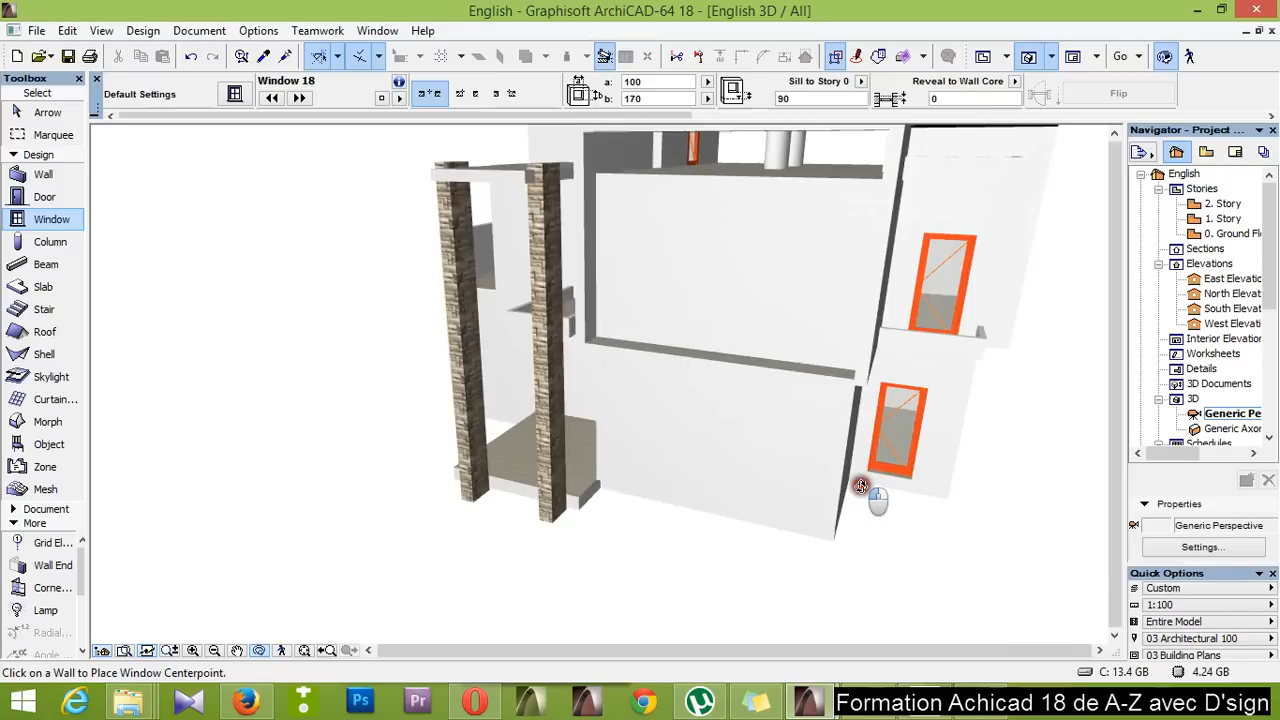 English - Graphisoft ArchiCAD-64 18 - [English 3D / All]
File Edit View Design Document Options Teamwork Window Help
Go
Toolbox
Select
Arrow
Marquee
Design
Wall
Door
Window
Column
Beam
Slab
Stair
Roof
Shell
Skylight
Curtain...
Morph
Object
Zone
Mesh
Document
More
Grid El...
Wall End
Corne...
Lamp
Radial...
Angle
Default Settings
Window 18
a: 100
b: 170
Sill to Story 0
90
Reveal to Wall Core
0
Flip
Navigator - Project ...
English
Stories
2. Story
1. Story
0. Ground Fl
Sections
Elevations
East Elevat
North Elevat
South Elevat
West Elevati
Interior Elevation
Worksheets
Details
3D Documents
3D
Generic Pe
Generic Axon
Schedules
Properties
Generic Perspective
Settings...
Quick Options
Custom
1:100
Entire Model
03 Architectural 100
03 Building Plans
Click on a Wall to Place Window Centerpoint.
C: 13.4 GB
4.24 GB
Ps
Pr
Formation Achicad 18 de A-Z avec D'sign